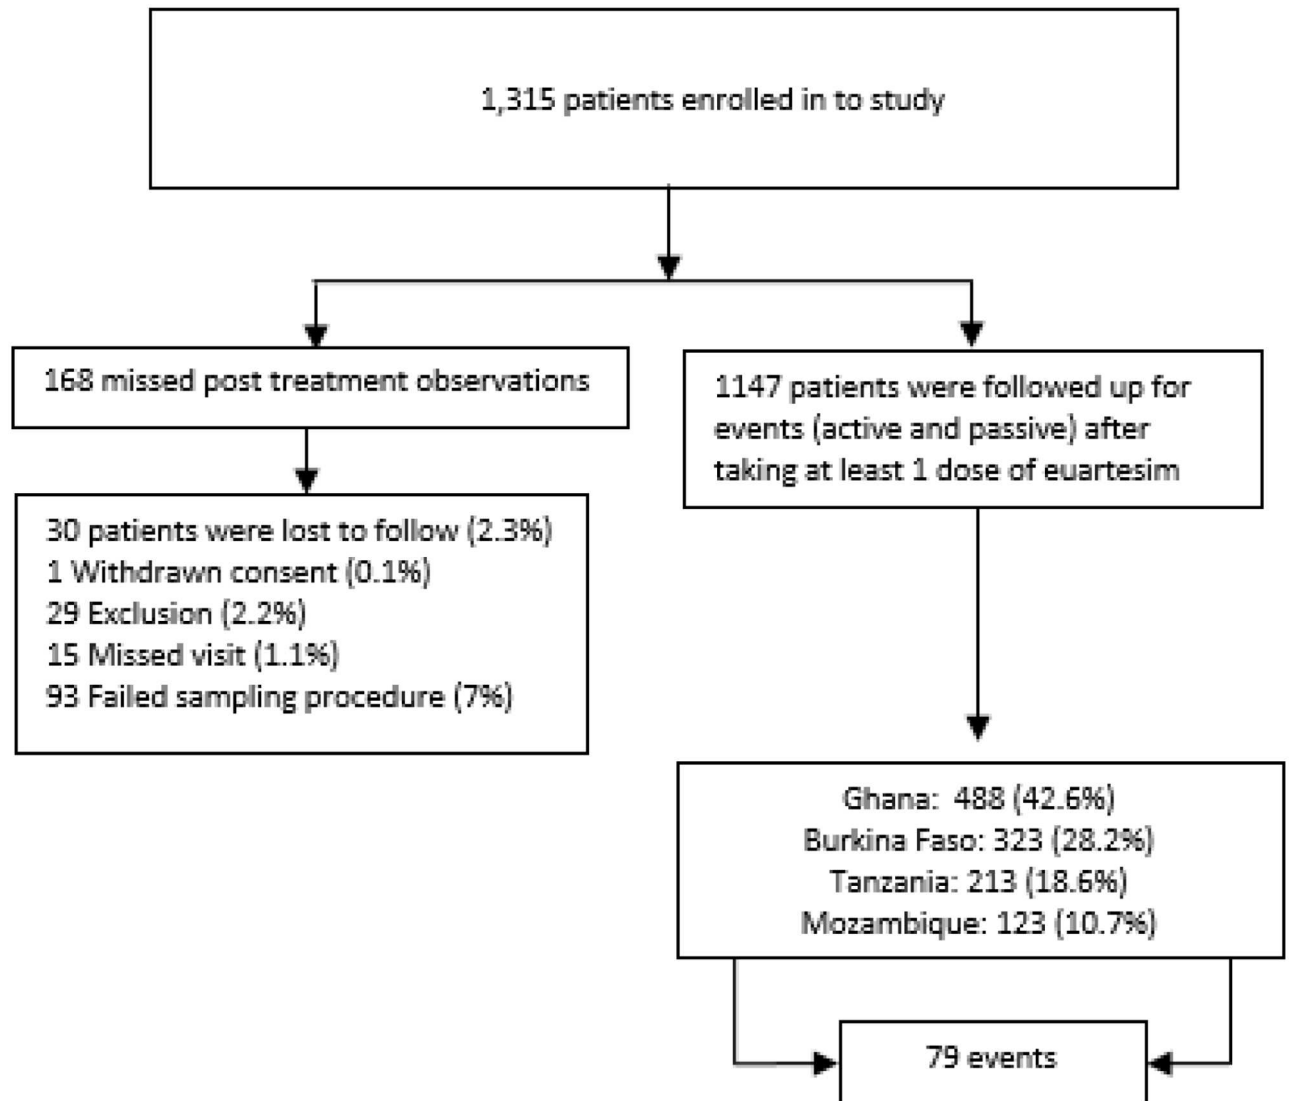 1,315 patients enrolled in to study
168 missed post treatment observations
1147 patients were followed up for
events (active and passive) after
taking at least 1 dose of euartesim
30 patients were lost to follow (2.3%)
1 Withdrawn consent (0.1%)
29 Exclusion (2.2%)
15 Missed visit (1.1%)
93 Failed sampling procedure (7%)
Ghana: 488 (42.6%)
Burkina Faso: 323 (28.2%)
Tanzania: 213 (18.6%)
Mozambique: 123 (10.7%)
79 events